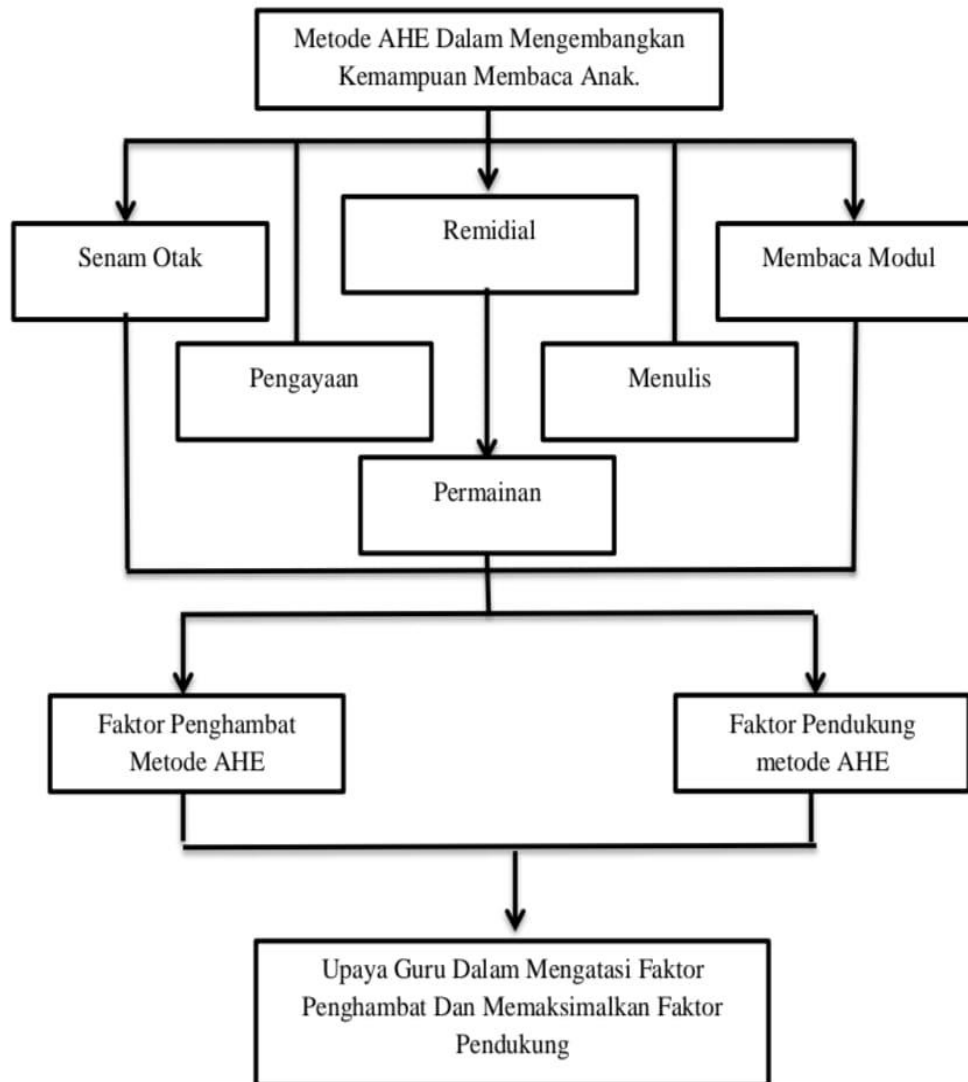 Metode AHE Dalam Mengembangkan
Kemampuan Membaca Anak.
Senam Otak
Remidial
Membaca Modul
Pengayaan
Menulis
Permainan
Faktor Penghambat
Metode AHE
Faktor Pendukung
metode AHE
Upaya Guru Dalam Mengatasi Faktor
Penghambat Dan Memaksimalkan Faktor
Pendukung